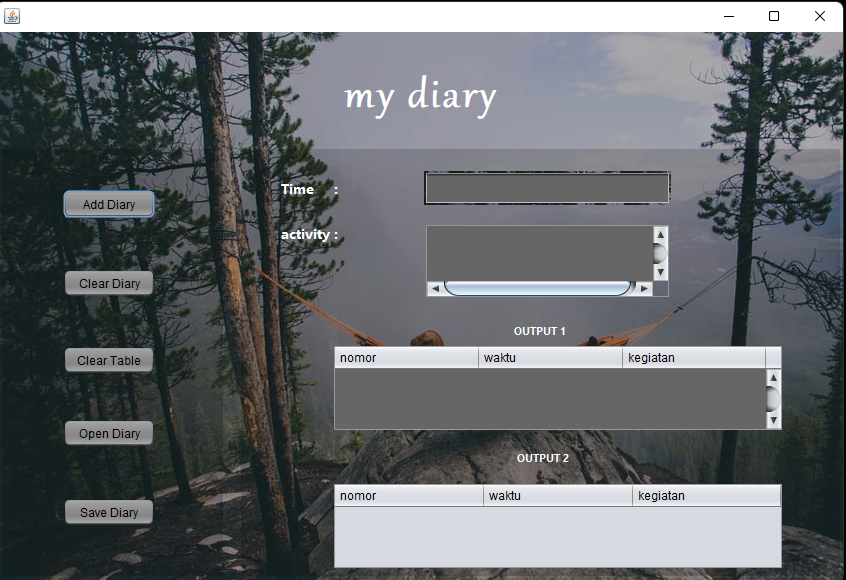 my diary
Time :
Add Diary
activity :
Clear Diary
OUTPUT 1
nomor waktu kegiatan
Clear Table
Open Diary
OUTPUT 2
nomor waktu kegiatan
Save Diary